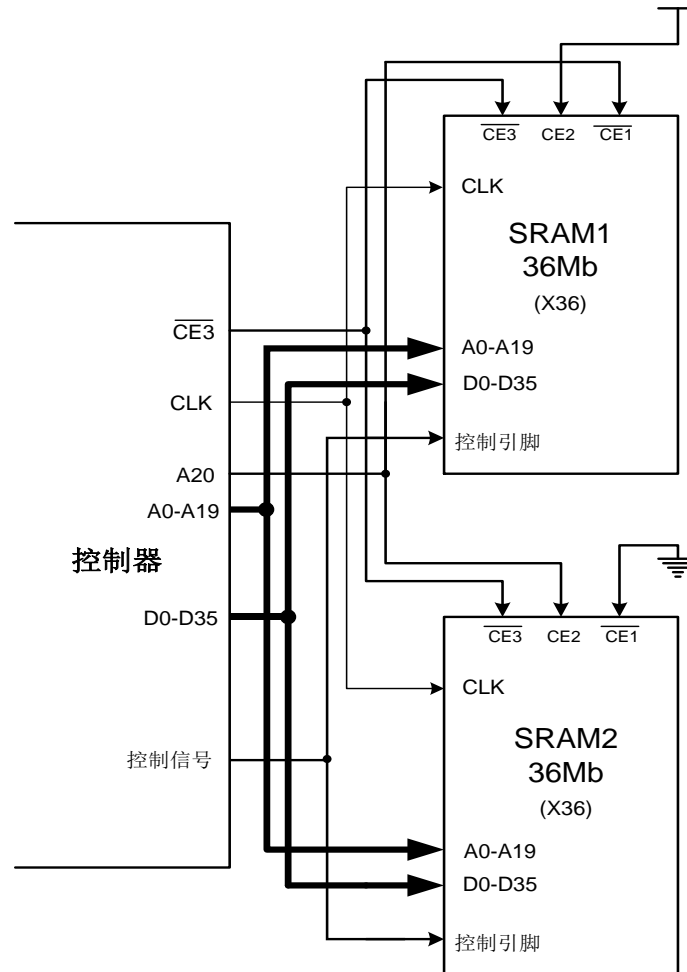 CE3 CE2 CE1
CLK
SRAM1
36Mb
(X36)
A0-A19
D0-D35
控制引脚
CE3
CLK
A20
A0-A19
控制器
D0-D35
控制信号
CE3 CE2 CE1
CLK
SRAM2
36Mb
(X36)
A0-A19
D0-D35
控制引脚